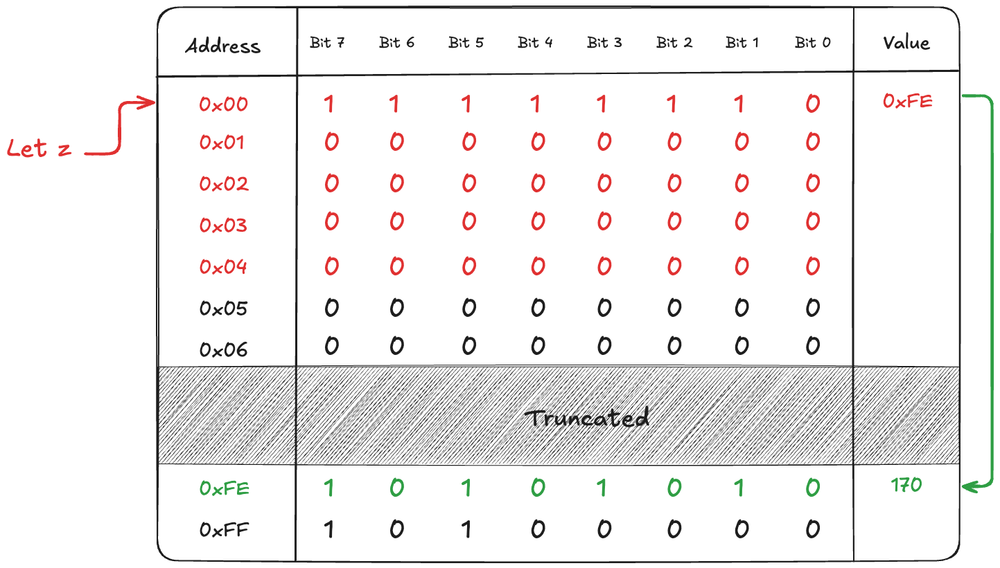 Address Bit 7 Bit 6 Bit 5 Bit 4 Bit 3 Bit 2 Bit 1 Bit 0 Value
0x00 1 1 1 1 1 1 1 0 0xFE
Let z
0x01 0 0 0 0 0 0 0 0
0x02 0 0 0 0 0 0 0 0
0x03 0 0 0 0 0 0 0 0
0x04 0 0 0 0 0 0 0 0
0x05 0 0 0 0 0 0 0 0
0x06 0 0 0 0 0 0 0 0
Truncated
0xFE 1 0 1 0 1 0 1 0 170
0xFF 1 0 1 0 0 0 0 0